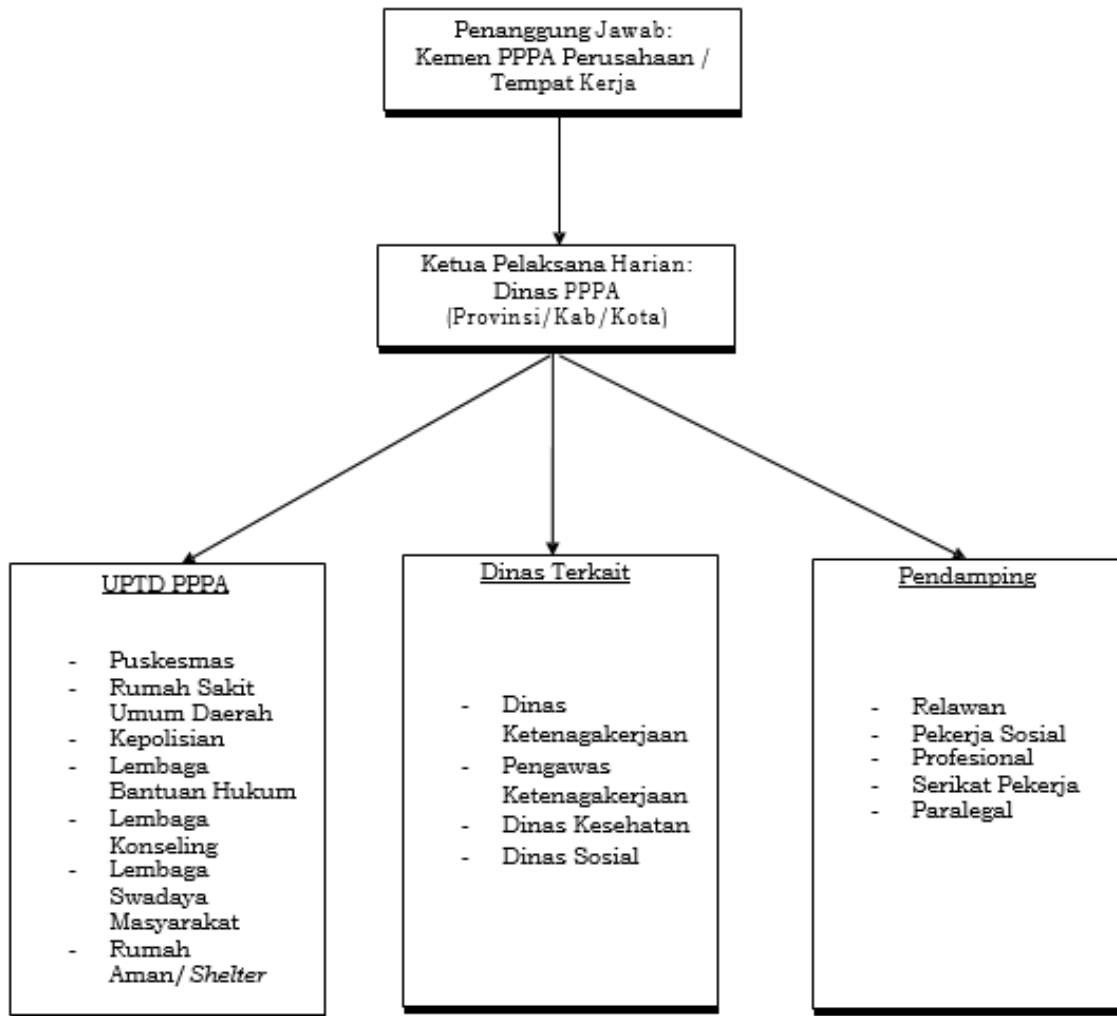 Penanggung Jawab:
Kemen PPPA Perusahaan /
Tempat Kerja
Ketua Pelaksana Harian:
Dinas PPPA
(Provinsi/Kab/Kota)
UPTD PPPA
- Puskesmas
- Rumah Sakit
Umum Daerah
- Kepolisian
- Lembaga
Bantuan Hukum
- Lembaga
Konseling
- Lembaga
Swadaya
Masyarakat
- Rumah
Aman/Shelter
Dinas Terkait
- Dinas
Ketenagakerjaan
- Pengawas
Ketenagakerjaan
- Dinas Kesehatan
- Dinas Sosial
Pendamping
- Relawan
- Pekerja Sosial
- Profesional
- Serikat Pekerja
- Paralegal